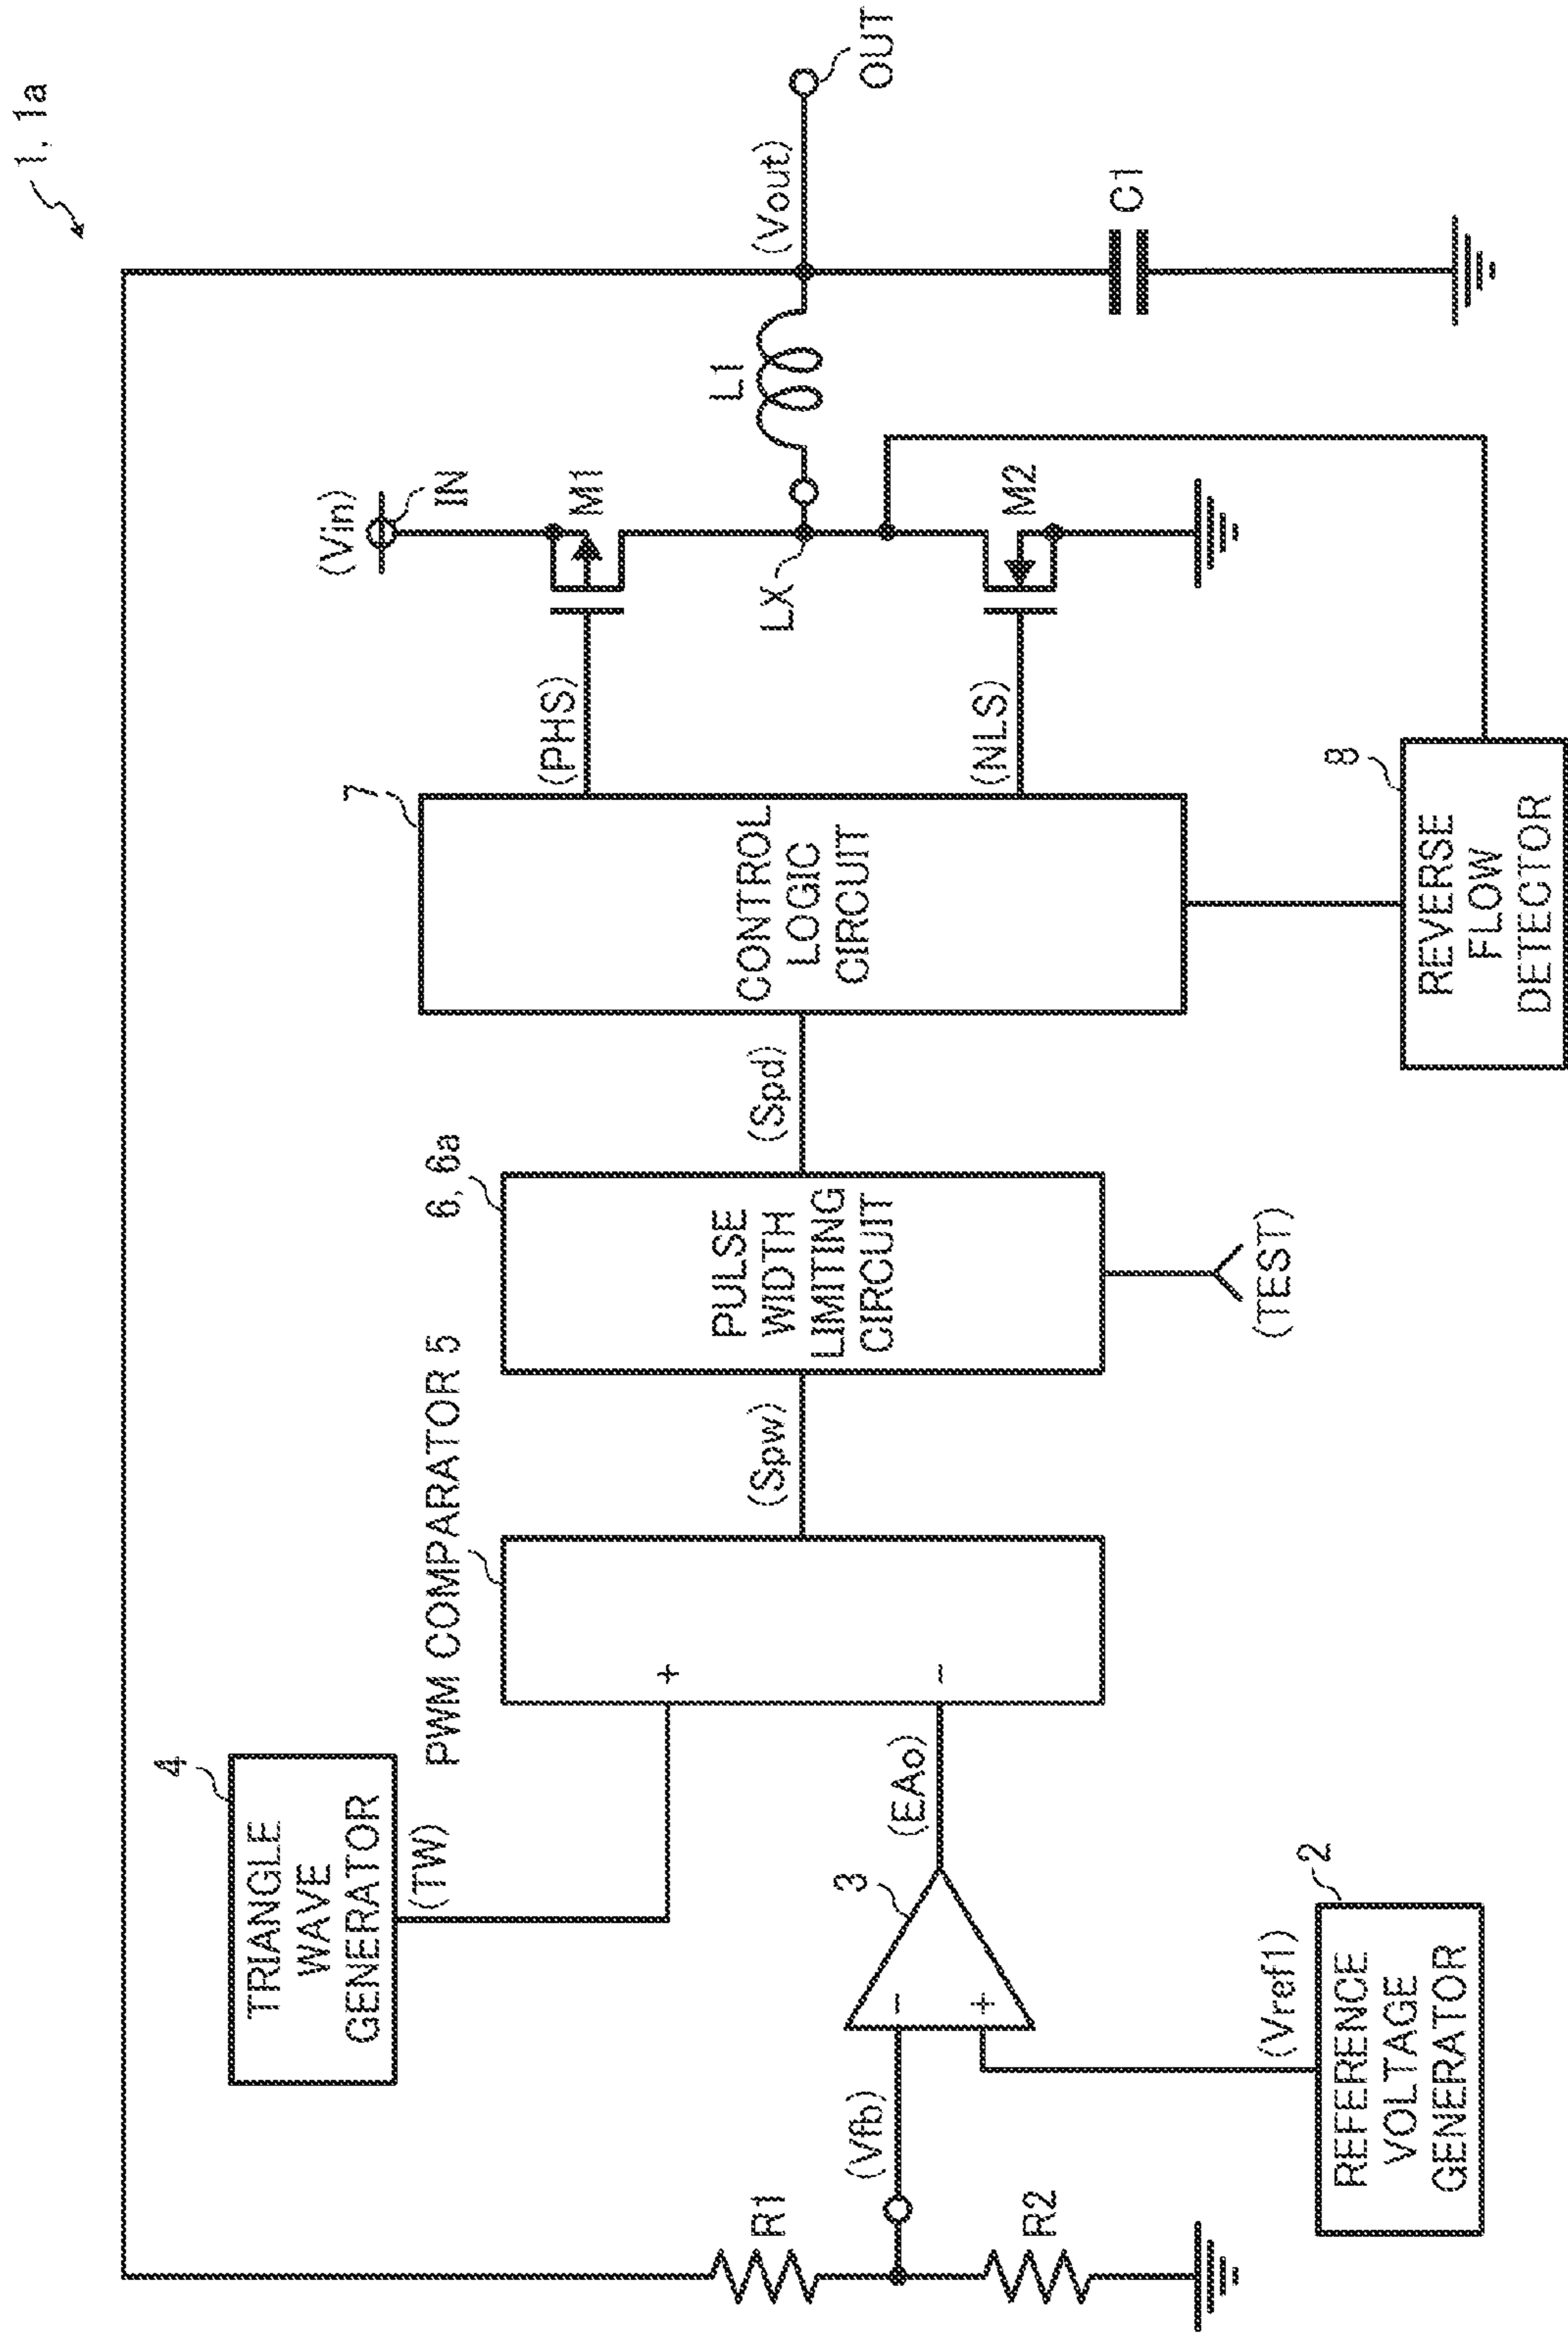 1, 1a
TRIANGLE
WAVE
GENERATOR
4
(TW)
PWM COMPARATOR 5
+
−
(Spw)
6, 6a
PULSE
WIDTH
LIMITING
CIRCUIT
(TEST)
(Spd)
7
CONTROL
LOGIC
CIRCUIT
(PHS)
(NLS)
(Vin)
IN
M1
LX
M2
L1
(Vout)
OUT
C1
8
REVERSE
FLOW
DETECTOR
R1
R2
(Vfb)
−
+
3
(EAo)
(Vref1)
2
REFERENCE
VOLTAGE
GENERATOR